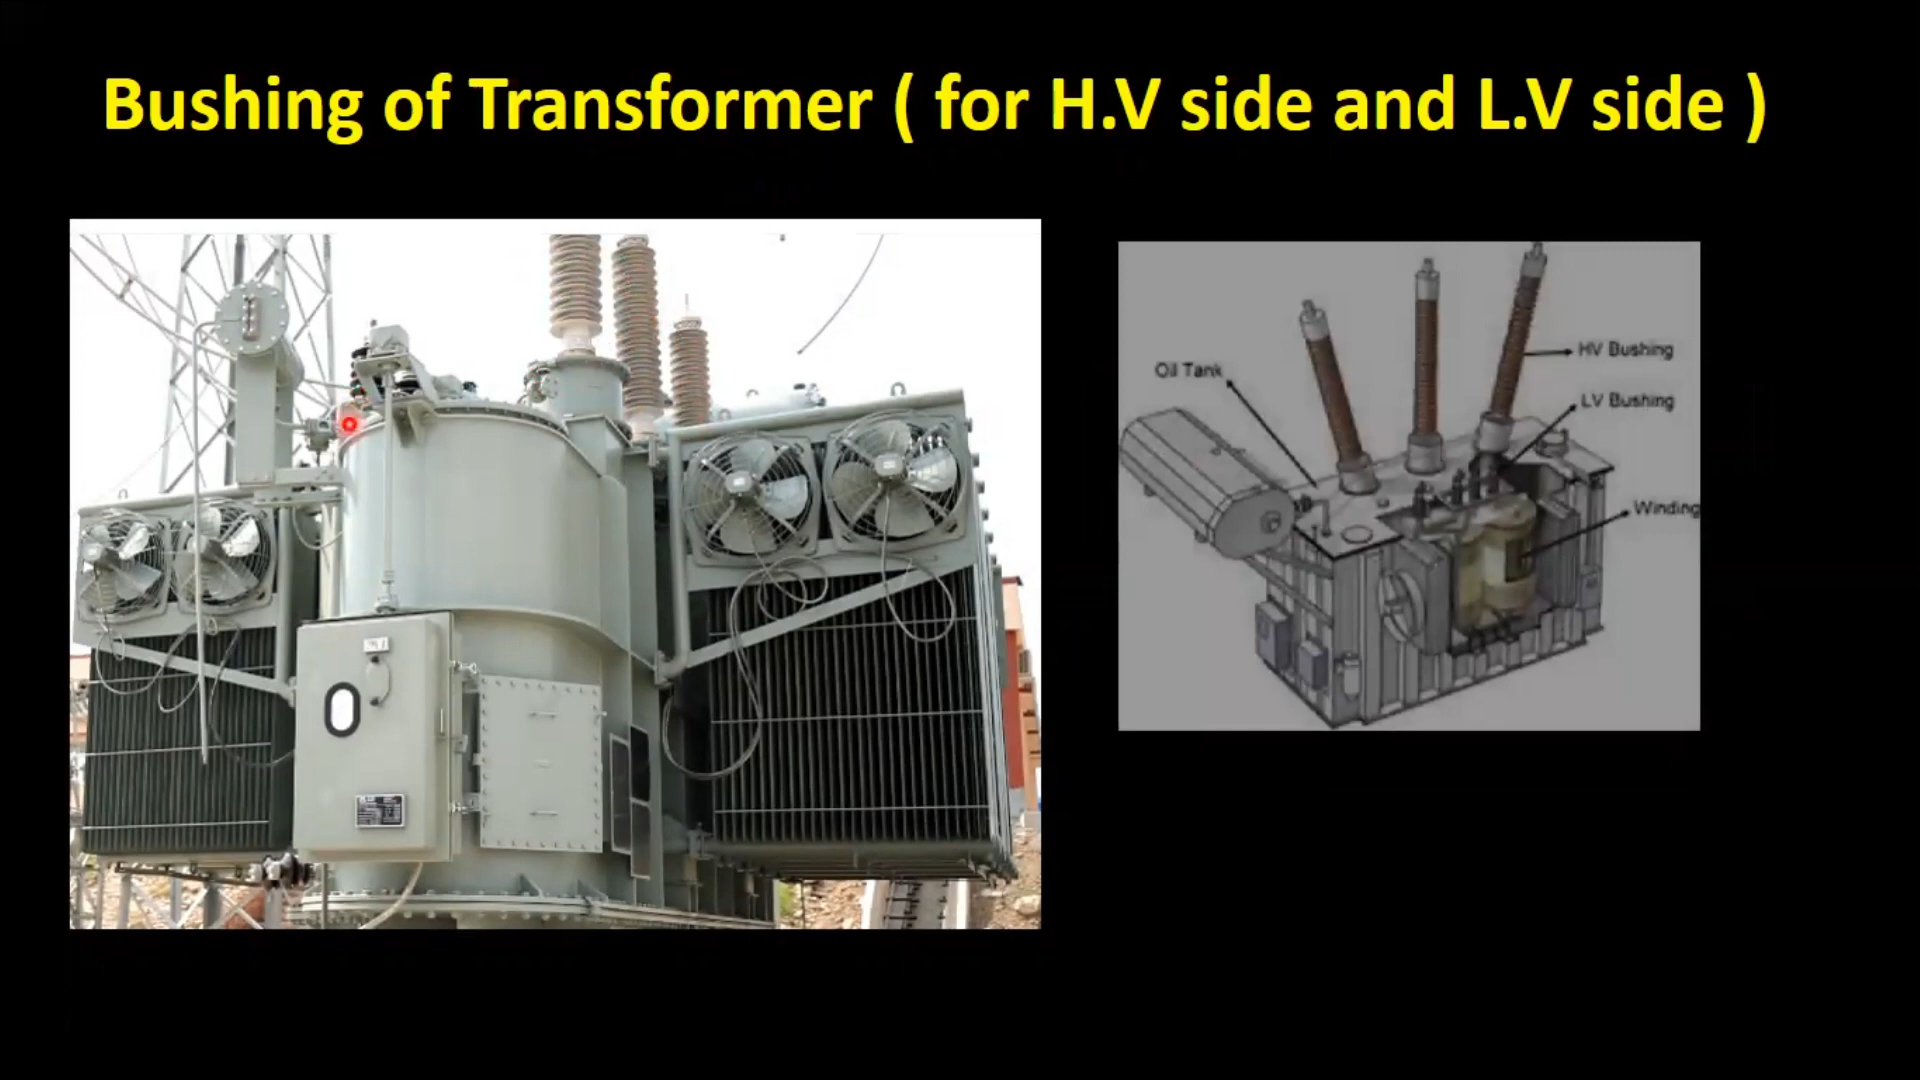 Bushing of Transformer ( for H.V side and L.V side )
HV Bushing
Oil Tank
LV Bushing
Winding